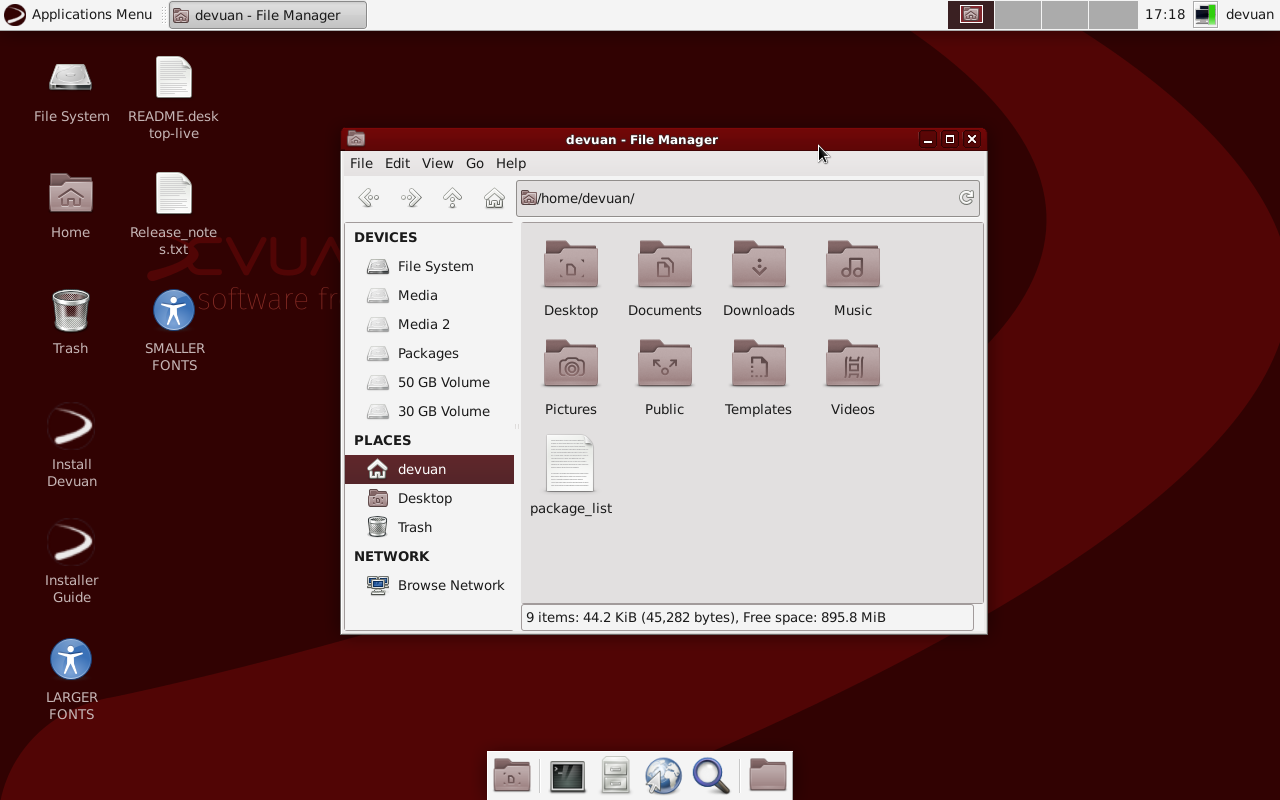 Applications Menu
devuan - File Manager
17:18
devuan
File System
README.desk
top-live
Home
Release_note
s.txt
Trash
SMALLER
FONTS
Install
Devuan
Installer
Guide
LARGER
FONTS
software fr
devuan - File Manager
File Edit View Go Help
/home/devuan/
DEVICES
File System
Media
Media 2
Packages
50 GB Volume
30 GB Volume
PLACES
devuan
Desktop
Trash
NETWORK
Browse Network
Desktop
Documents
Downloads
Music
Pictures
Public
Templates
Videos
package_list
9 items: 44.2 KiB (45,282 bytes), Free space: 895.8 MiB